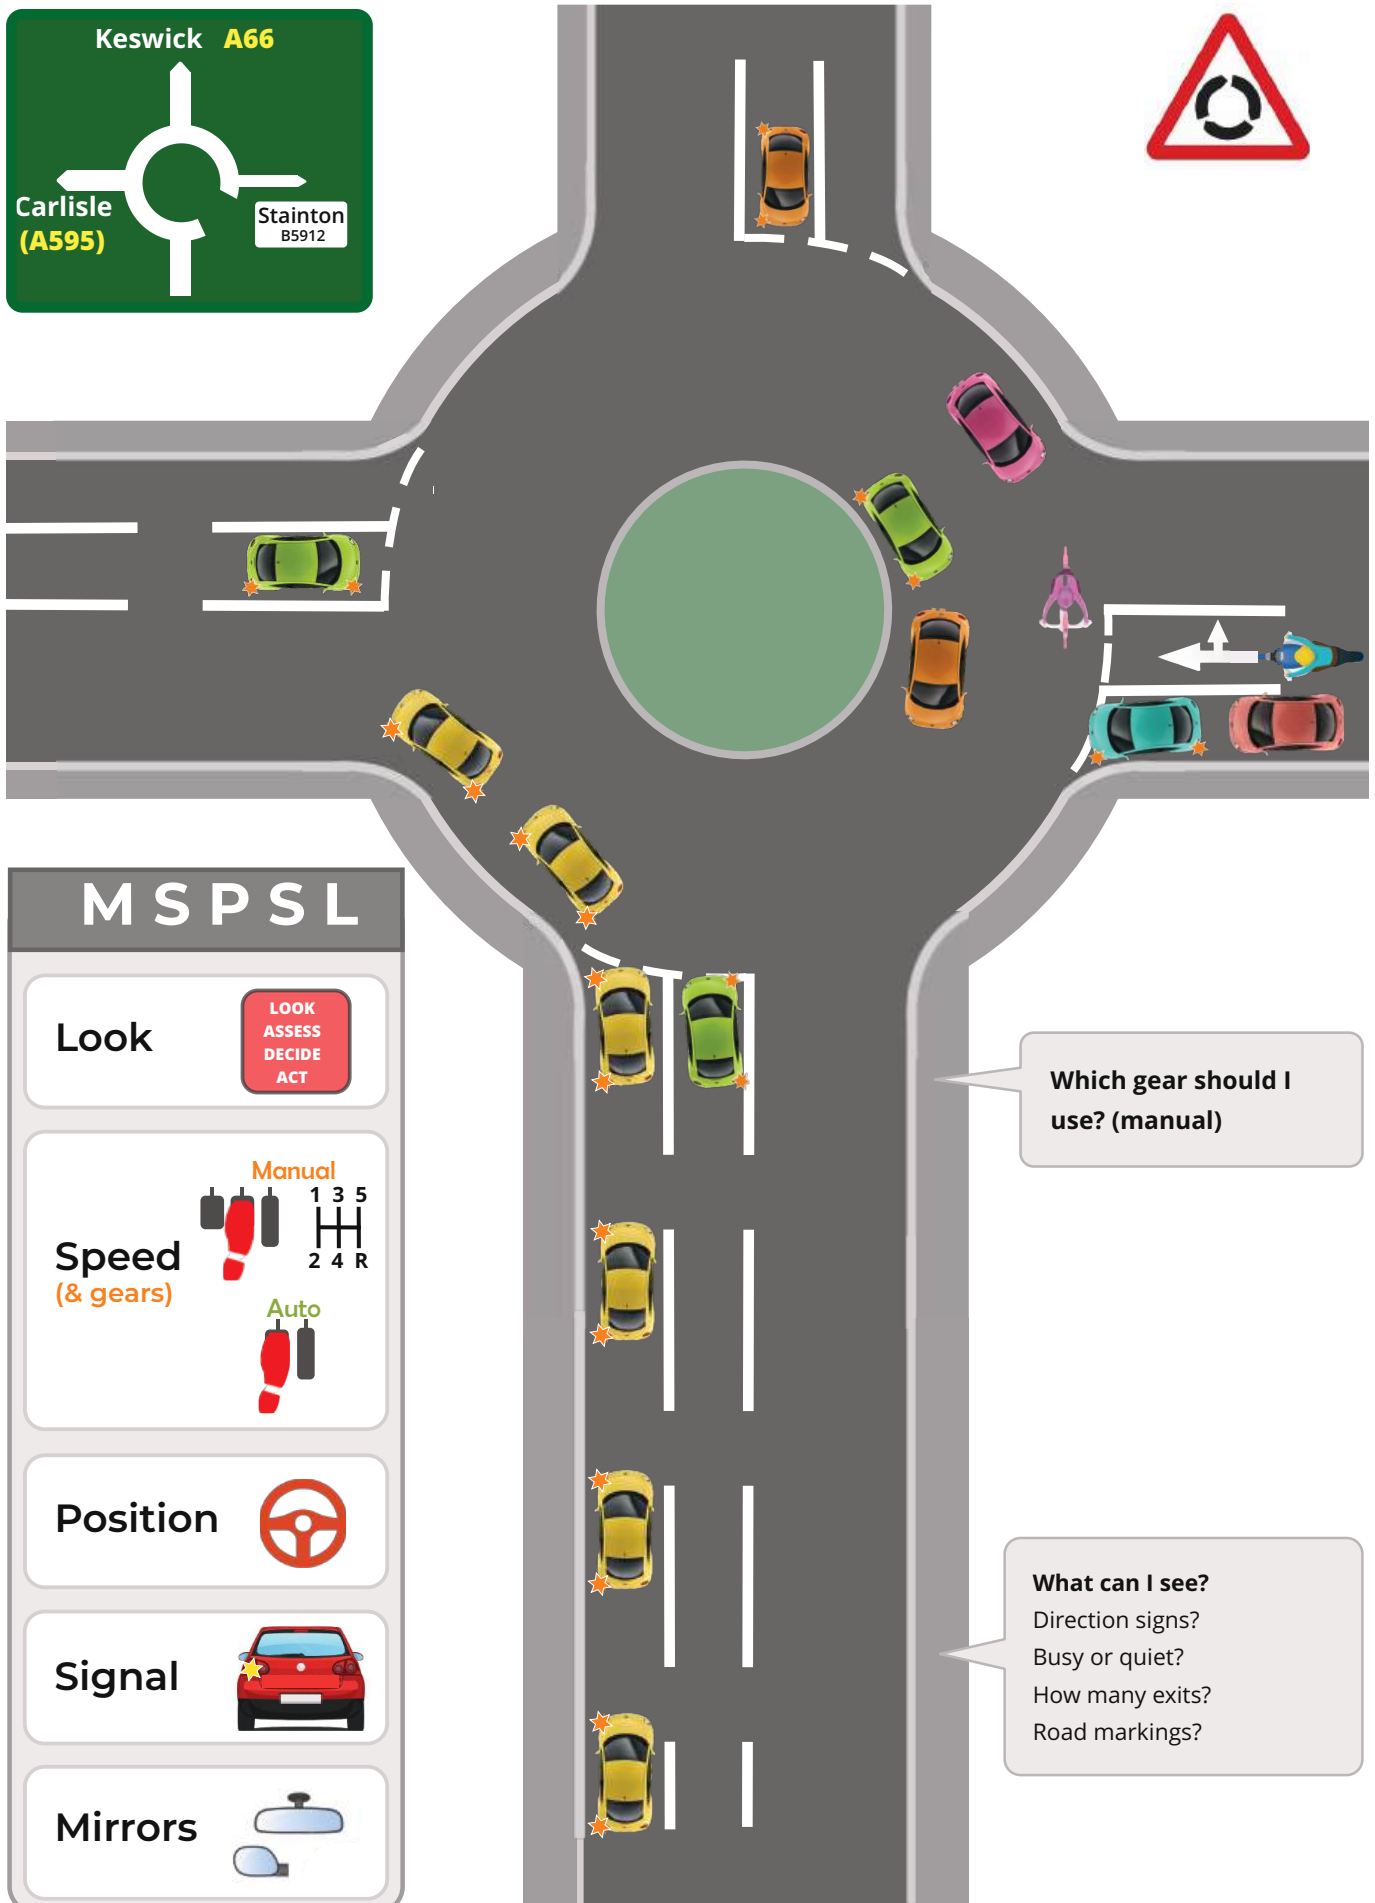 Keswick A66
Carlisle
(A595)
Stainton
B5912
M S P S L
Look
LOOK
ASSESS
DECIDE
ACT
Speed
(& gears)
Manual
1 3 5
2 4 R
Auto
Position
Signal
Mirrors
Which gear should I
use? (manual)
What can I see?
Direction signs?
Busy or quiet?
How many exits?
Road markings?